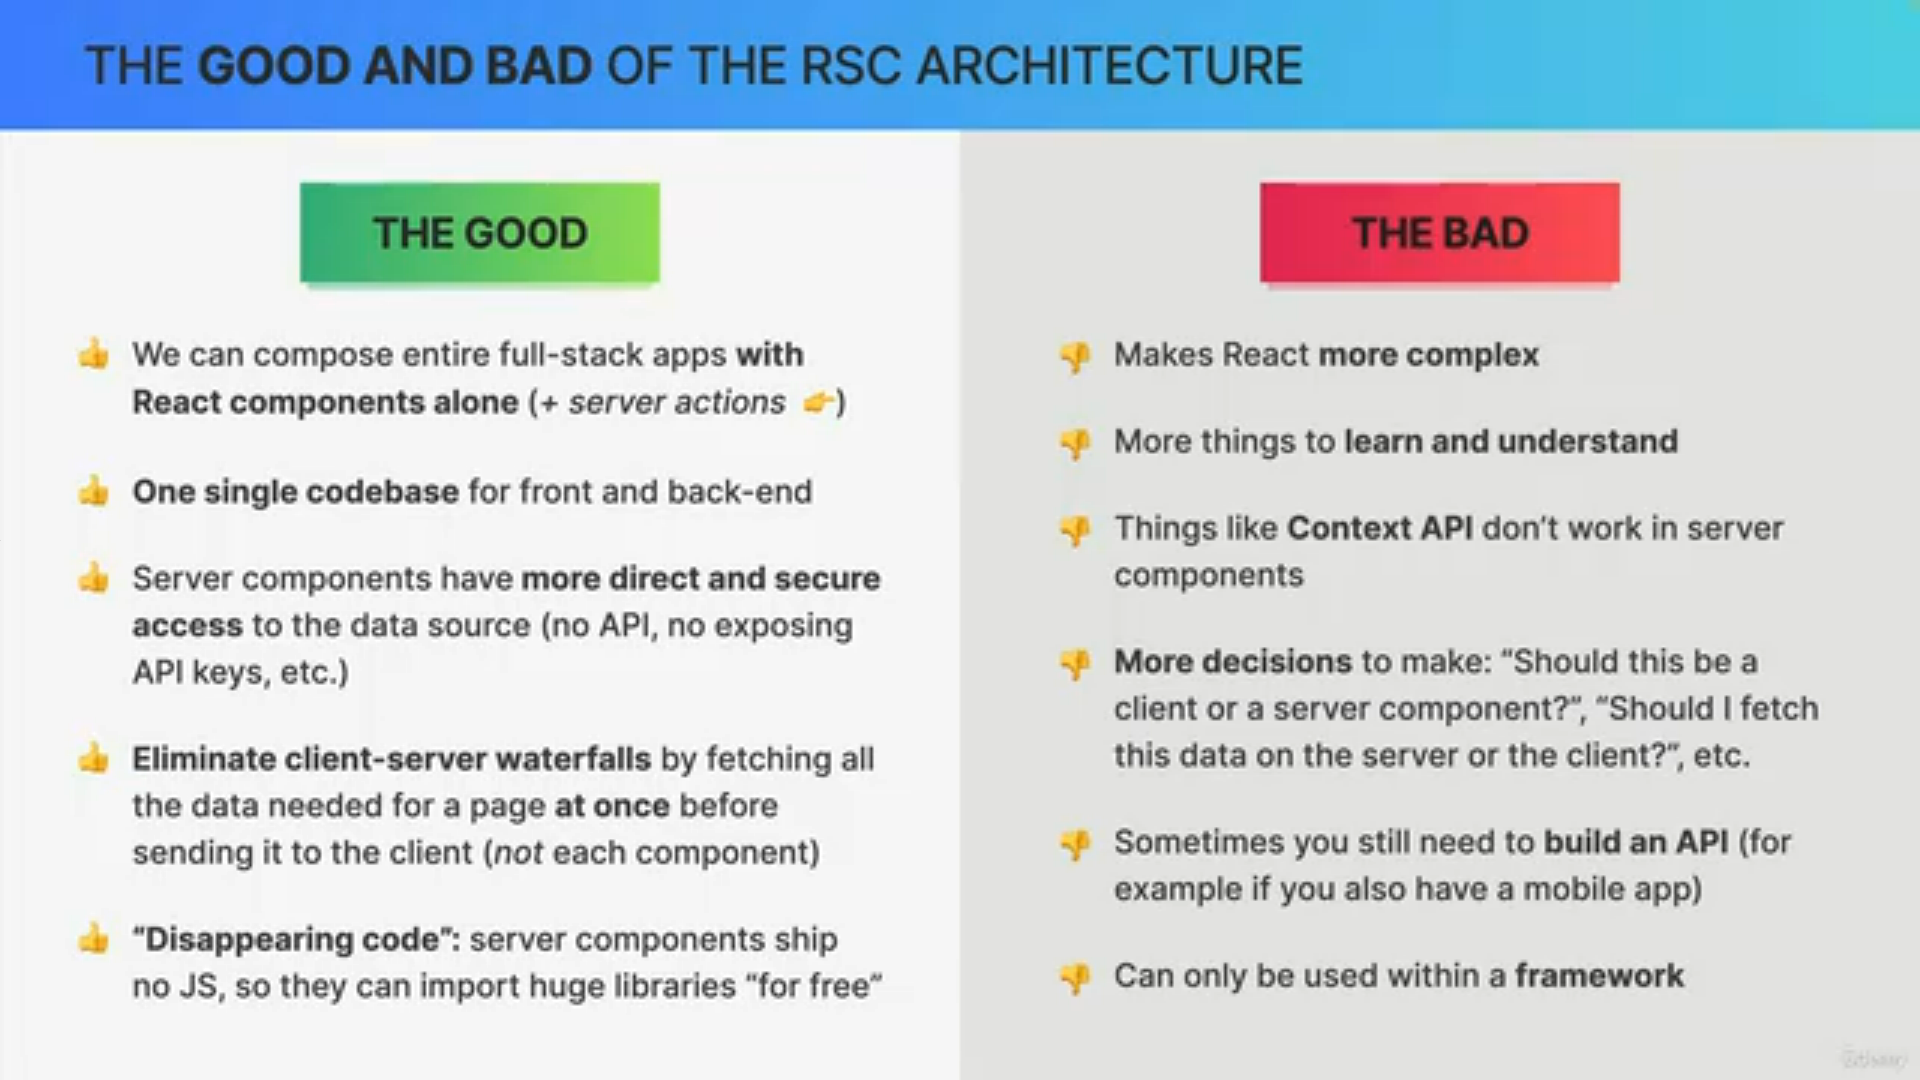 THE GOOD AND BAD OF THE RSC ARCHITECTURE
THE GOOD
👍 We can compose entire full-stack apps with
React components alone (+ server actions 👉)
👍 One single codebase for front and back-end
👍 Server components have more direct and secure
access to the data source (no API, no exposing
API keys, etc.)
👍 Eliminate client-server waterfalls by fetching all
the data needed for a page at once before
sending it to the client (not each component)
👍 “Disappearing code”: server components ship
no JS, so they can import huge libraries “for free”
THE BAD
👎 Makes React more complex
👎 More things to learn and understand
👎 Things like Context API don’t work in server
components
👎 More decisions to make: “Should this be a
client or a server component?”, “Should I fetch
this data on the server or the client?”, etc.
👎 Sometimes you still need to build an API (for
example if you also have a mobile app)
👎 Can only be used within a framework